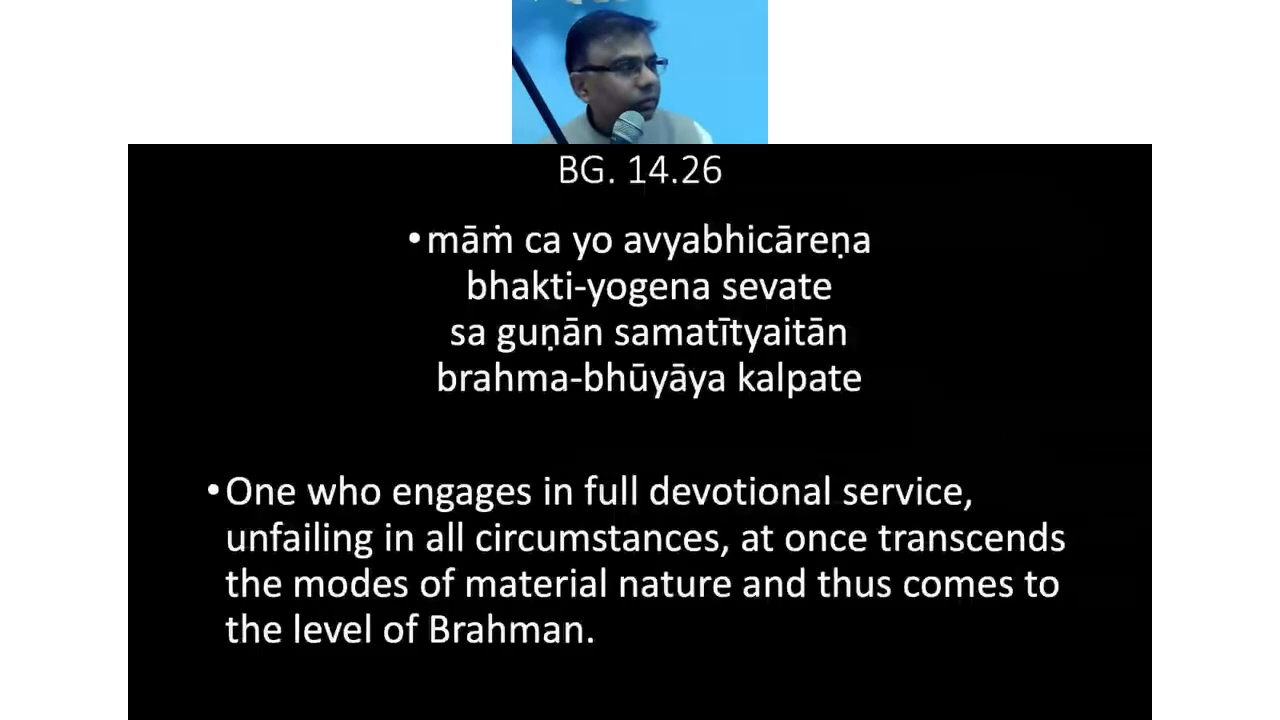 BG. 14.26
•māṁ ca yo avyabhicāreṇa
bhakti-yogena sevate
sa guṇān samatītyaitān
brahma-bhūyāya kalpate
•One who engages in full devotional service,
unfailing in all circumstances, at once transcends
the modes of material nature and thus comes to
the level of Brahman.